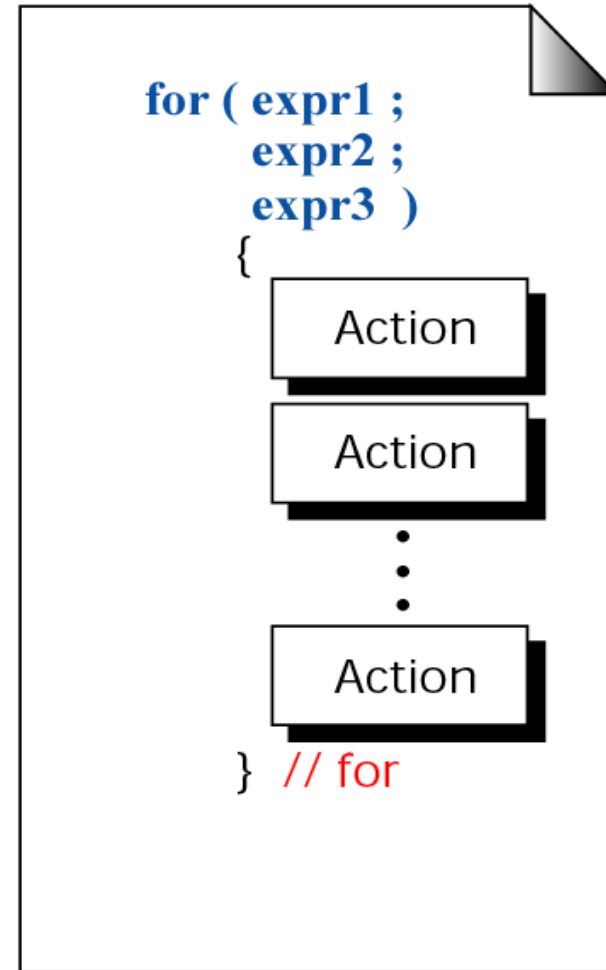 for ( expr1 ;
expr2 ;
expr3 )
{
Action
Action
Action
} // for